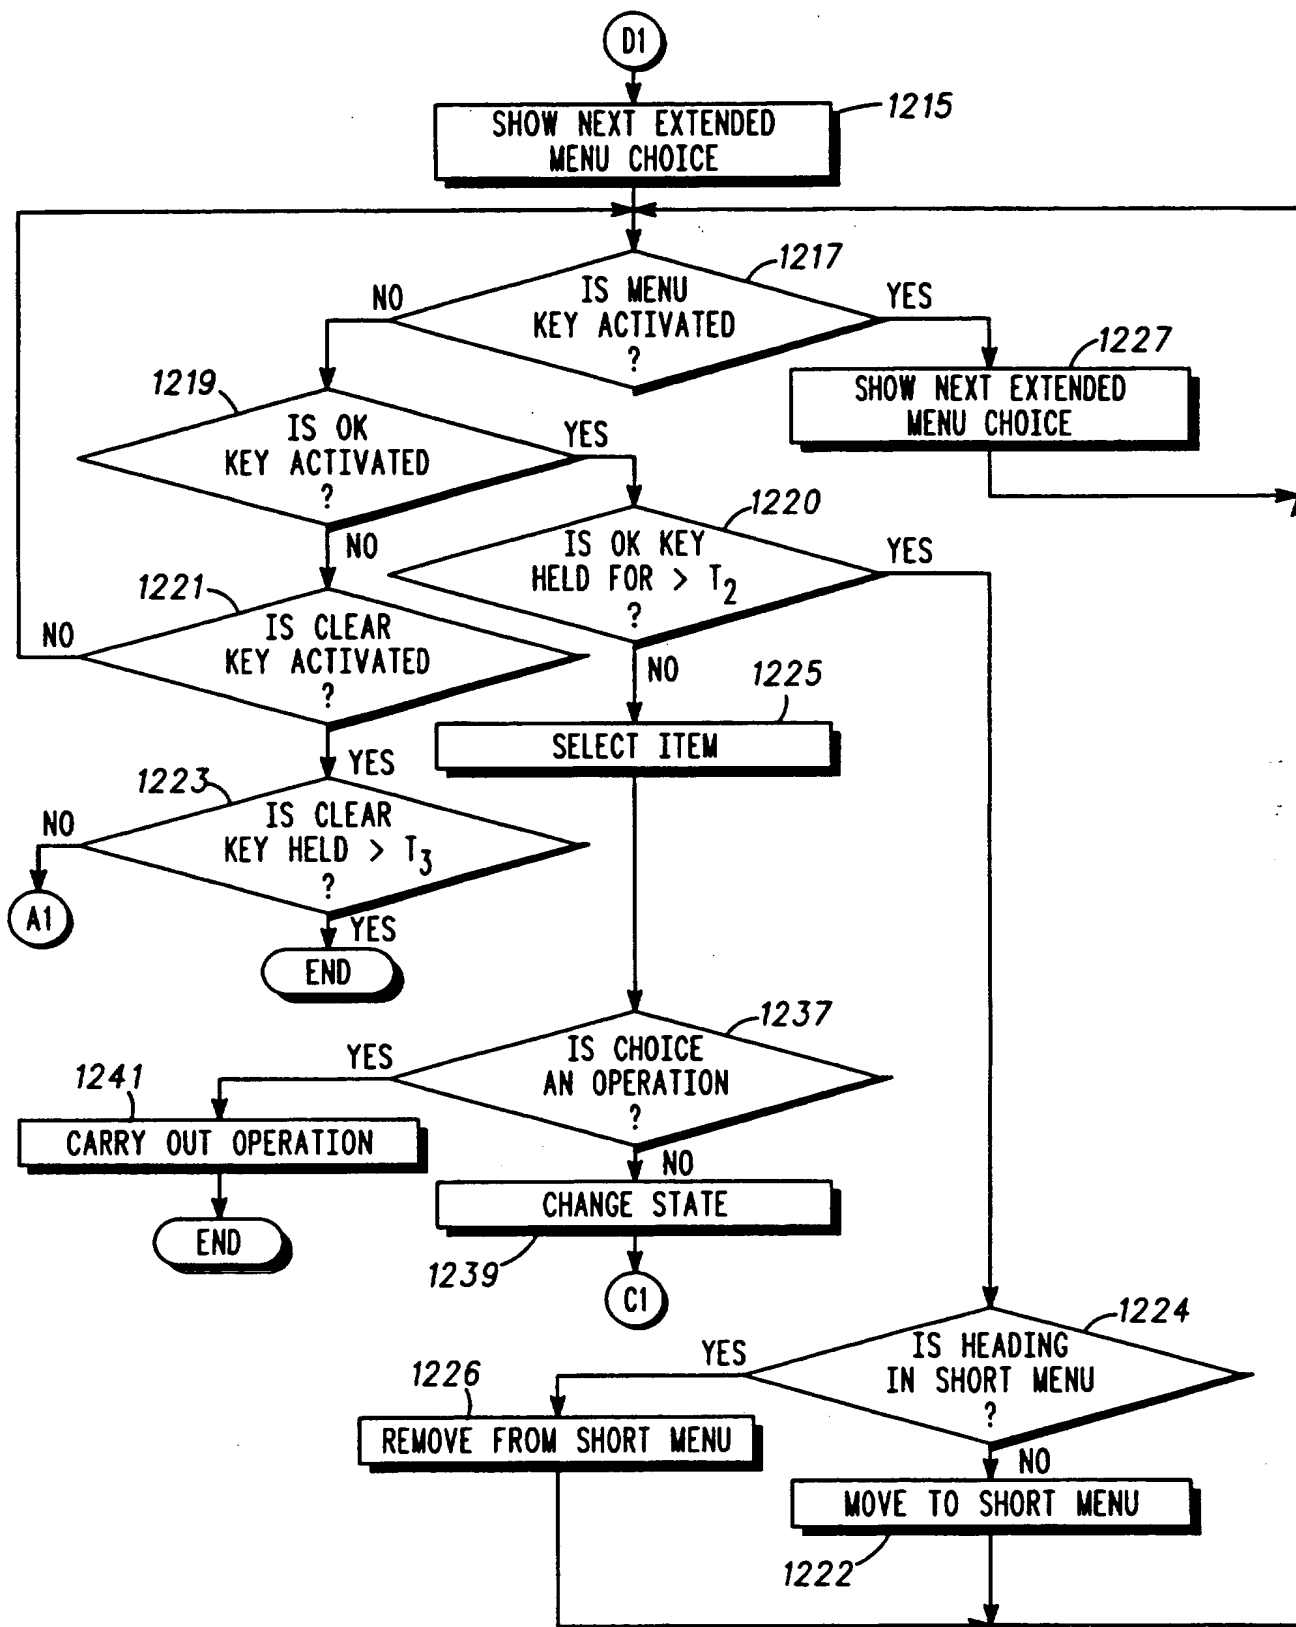 D1
1215
SHOW NEXT EXTENDED
MENU CHOICE
1217
NO
IS MENU
KEY ACTIVATED
?
YES
1227
SHOW NEXT EXTENDED
MENU CHOICE
1219
IS OK
KEY ACTIVATED
?
YES
NO
1220
IS OK KEY
HELD FOR > T2
?
YES
NO
1221
NO
IS CLEAR
KEY ACTIVATED
?
YES
1225
SELECT ITEM
1223
NO
IS CLEAR
KEY HELD > T3
?
YES
A1
END
1237
YES
IS CHOICE
AN OPERATION
?
NO
1241
CARRY OUT OPERATION
END
CHANGE STATE
1239
C1
1224
YES
IS HEADING
IN SHORT MENU
?
NO
1226
REMOVE FROM SHORT MENU
MOVE TO SHORT MENU
1222